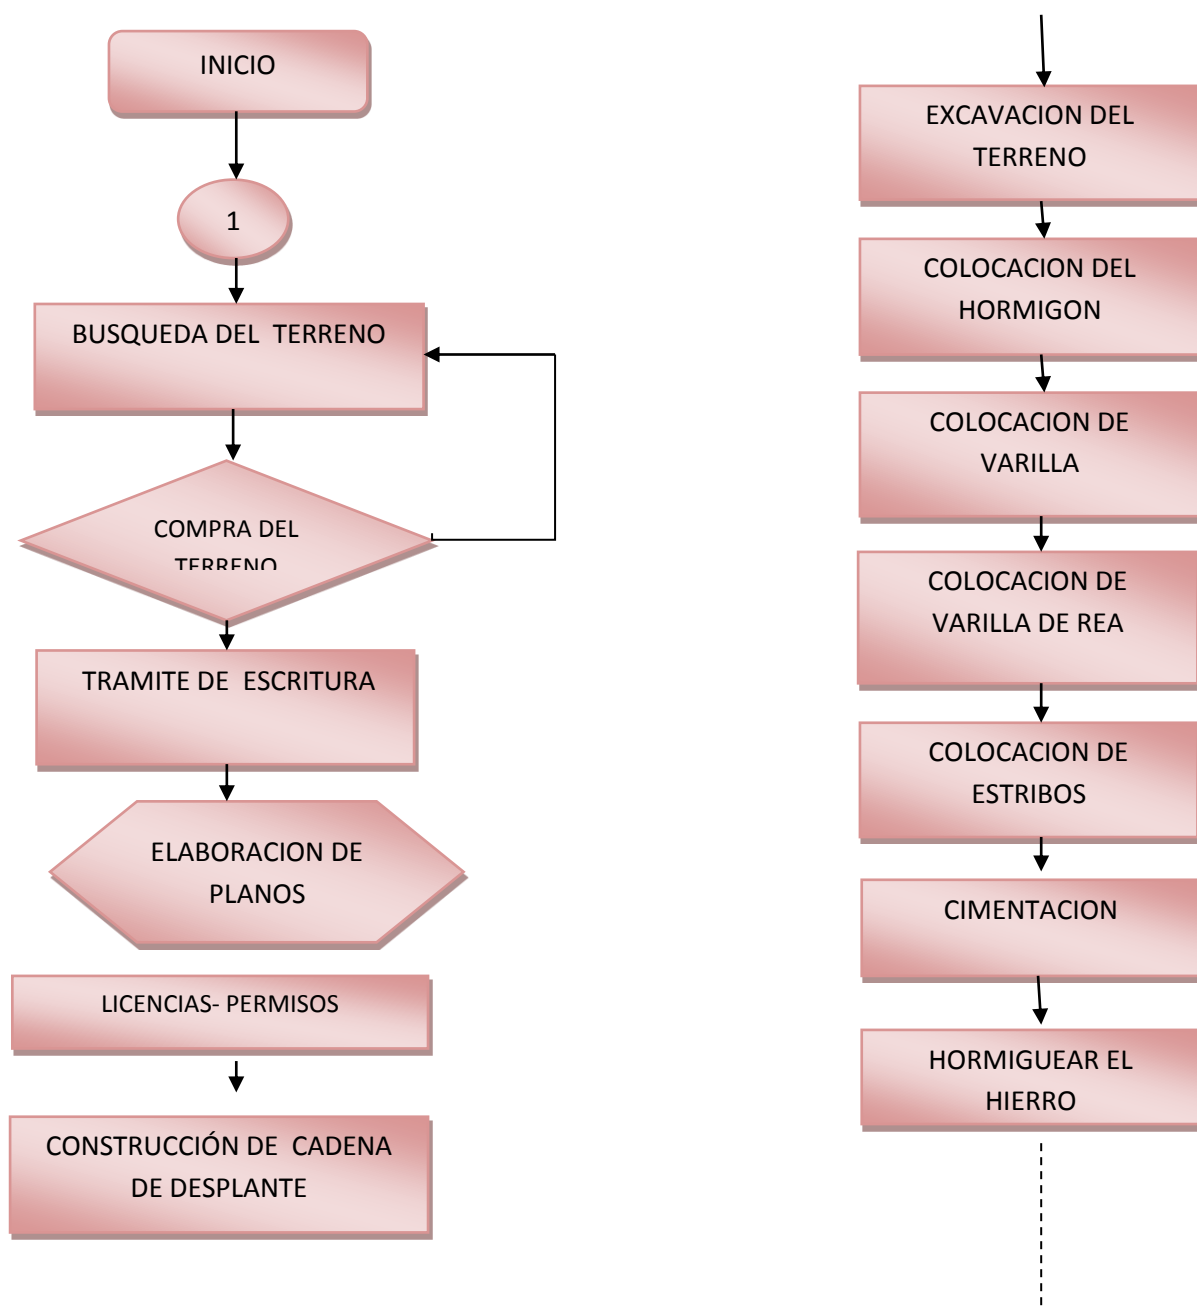 INICIO
1
BUSQUEDA DEL TERRENO
COMPRA DEL
TERRENO
TRAMITE DE ESCRITURA
ELABORACION DE
PLANOS
LICENCIAS- PERMISOS
CONSTRUCCIÓN DE CADENA
DE DESPLANTE
EXCAVACION DEL
TERRENO
COLOCACION DEL
HORMIGON
COLOCACION DE
VARILLA
COLOCACION DE
VARILLA DE REA
COLOCACION DE
ESTRIBOS
CIMENTACION
HORMIGUEAR EL
HIERRO